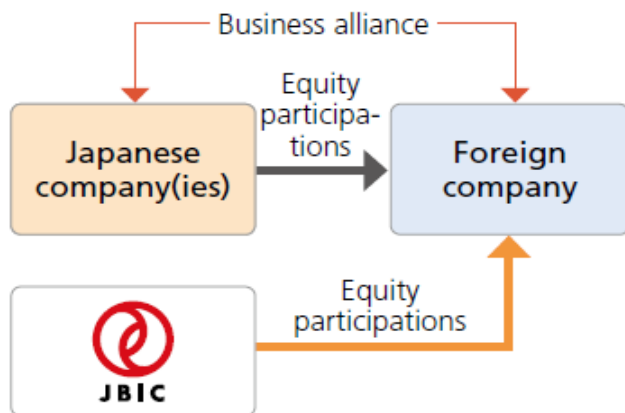 Business alliance
Equity
participa-
tions
Japanese
company(ies)
Foreign
company
Equity
participations
JBIC